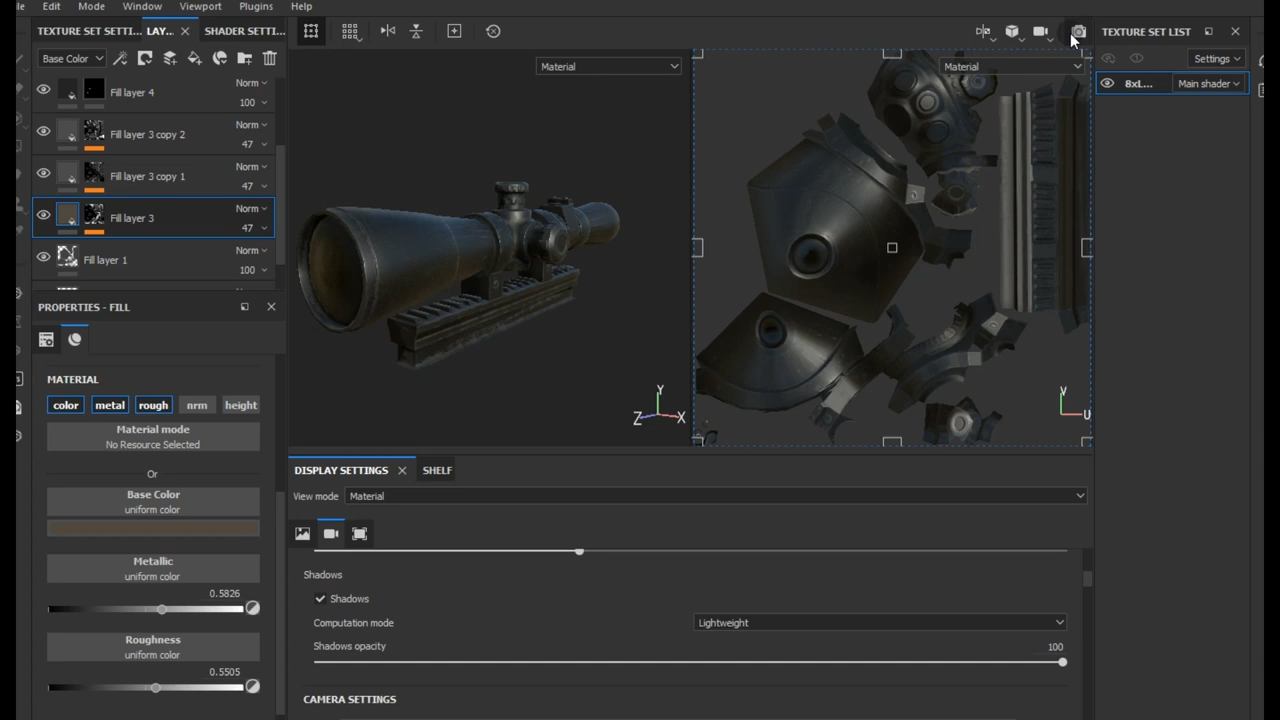 le Edit Mode Window Viewport Plugins Help
TEXTURE SET SETTI... LAY... SHADER SETTI...
Base Color
Fill layer 4 Norm
100
Fill layer 3 copy 2 Norm
47
Fill layer 3 copy 1 Norm
47
Fill layer 3 Norm
47
Fill layer 1 Norm
100
PROPERTIES - FILL
MATERIAL
color metal rough nrm height
Material mode
No Resource Selected
Or
Base Color
uniform color
Metallic
uniform color
0.5826
Roughness
uniform color
0.5505
Material
Y
Z X
Material
V
U
DISPLAY SETTINGS SHELF
View mode Material
Shadows
Shadows
Computation mode Lightweight
Shadows opacity 100
CAMERA SETTINGS
TEXTURE SET LIST
Settings
8xL... Main shader